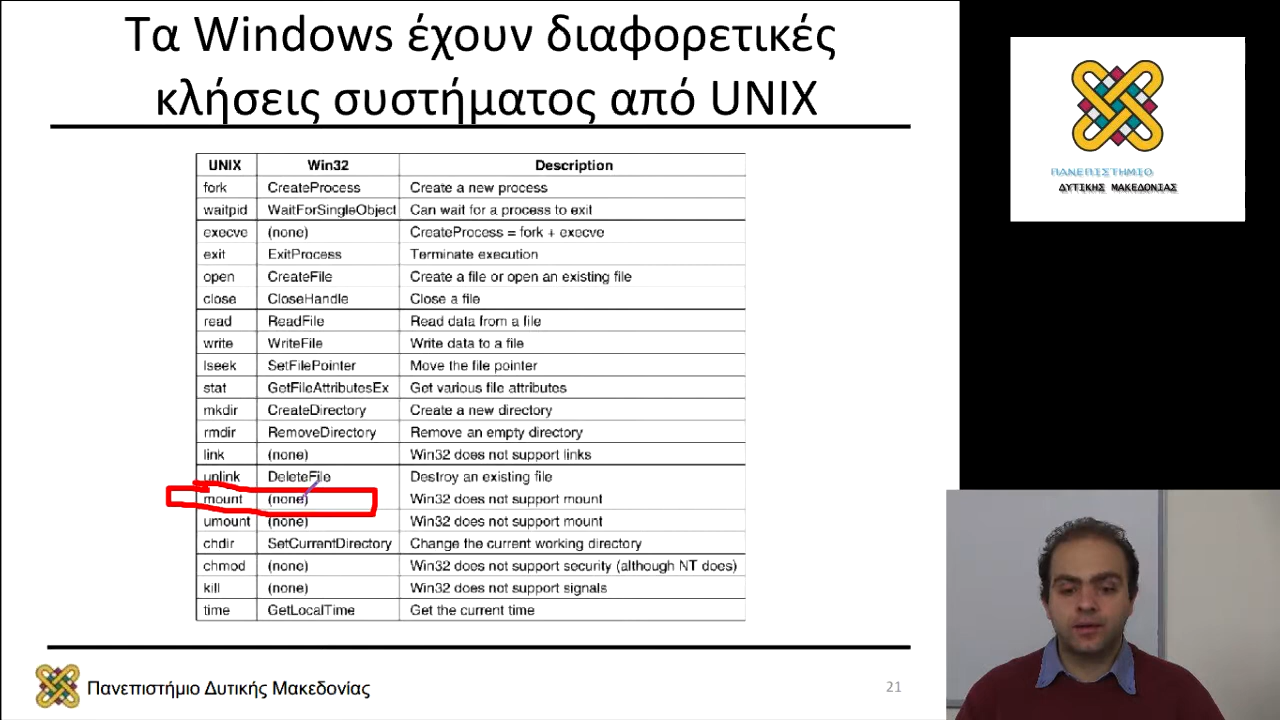 Τα Windows έχουν διαφορετικές
κλήσεις συστήματος από UNIX
UNIX Win32 Description
fork CreateProcess Create a new process
waitpid WaitForSingleObject Can wait for a process to exit
execve (none) CreateProcess = fork + execve
exit ExitProcess Terminate execution
open CreateFile Create a file or open an existing file
close CloseHandle Close a file
read ReadFile Read data from a file
write WriteFile Write data to a file
lseek SetFilePointer Move the file pointer
stat GetFileAttributesEx Get various file attributes
mkdir CreateDirectory Create a new directory
rmdir RemoveDirectory Remove an empty directory
link (none) Win32 does not support links
unlink DeleteFile Destroy an existing file
mount (none) Win32 does not support mount
umount (none) Win32 does not support mount
chdir SetCurrentDirectory Change the current working directory
chmod (none) Win32 does not support security (although NT does)
kill (none) Win32 does not support signals
time GetLocalTime Get the current time
Πανεπιστήμιο Δυτικής Μακεδονίας
21
ΠΑΝΕΠΙΣΤΗΜΙΟ
ΔΥΤΙΚΗΣ ΜΑΚΕΔΟΝΙΑΣ